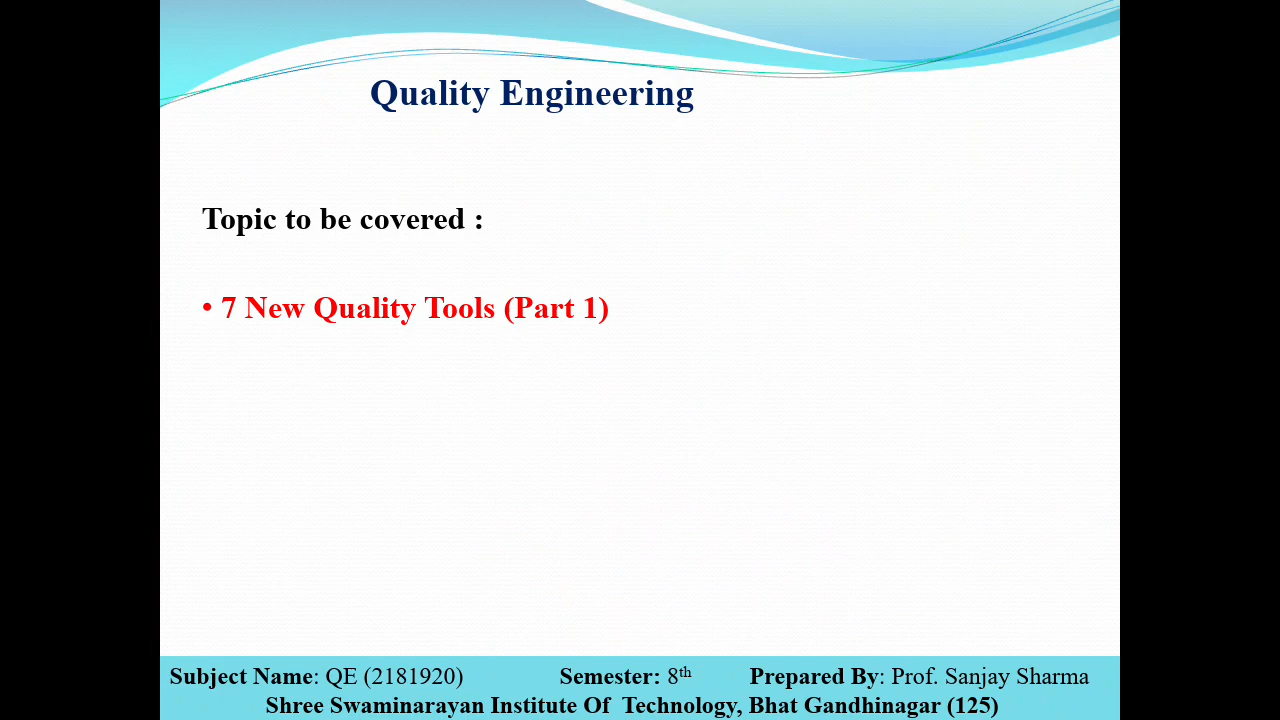 Quality Engineering
Topic to be covered :
• 7 New Quality Tools (Part 1)
Subject Name: QE (2181920) Semester: 8th Prepared By: Prof. Sanjay Sharma
Shree Swaminarayan Institute Of Technology, Bhat Gandhinagar (125)